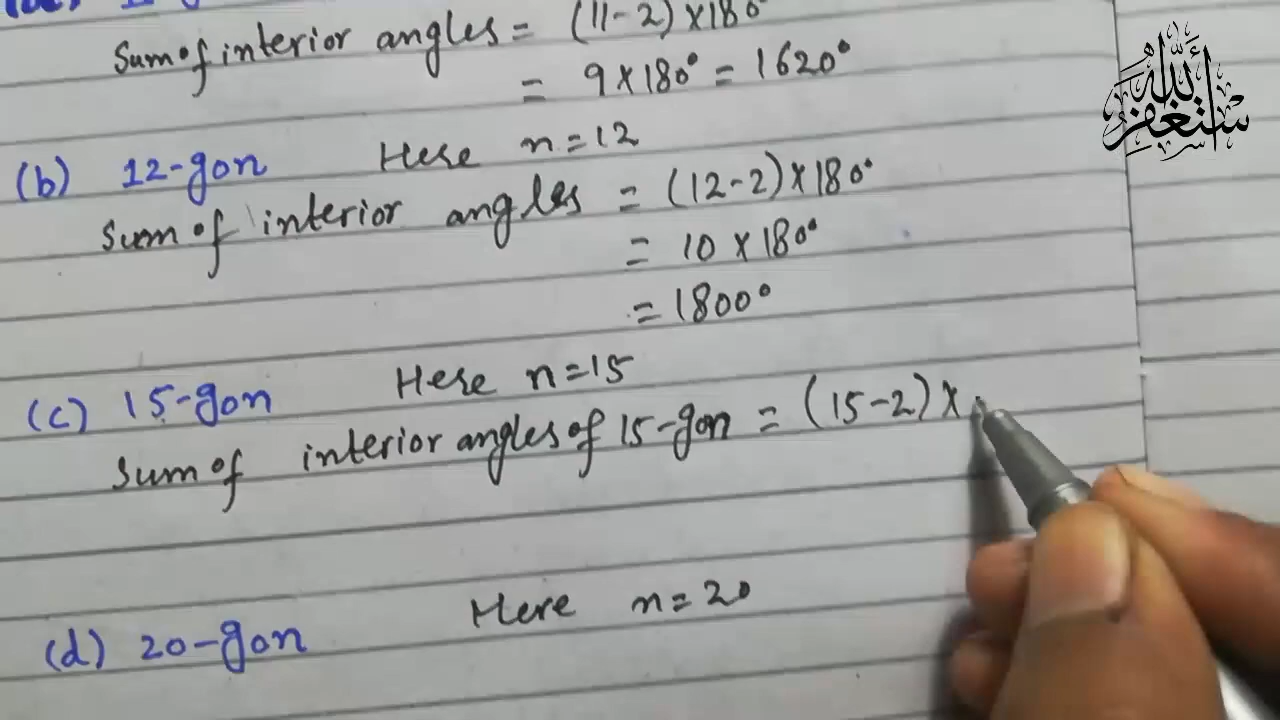 Sum of interior angles = (11-2)×180°
= 9×180° = 1620°
(b) 12-gon Here n=12
Sum of interior angles = (12-2)×180°
= 10×180°
= 1800°
(c) 15-gon Here n=15
Sum of interior angles of 15-gon = (15-2)×
(d) 20-gon Here n=20
أستغفر الله